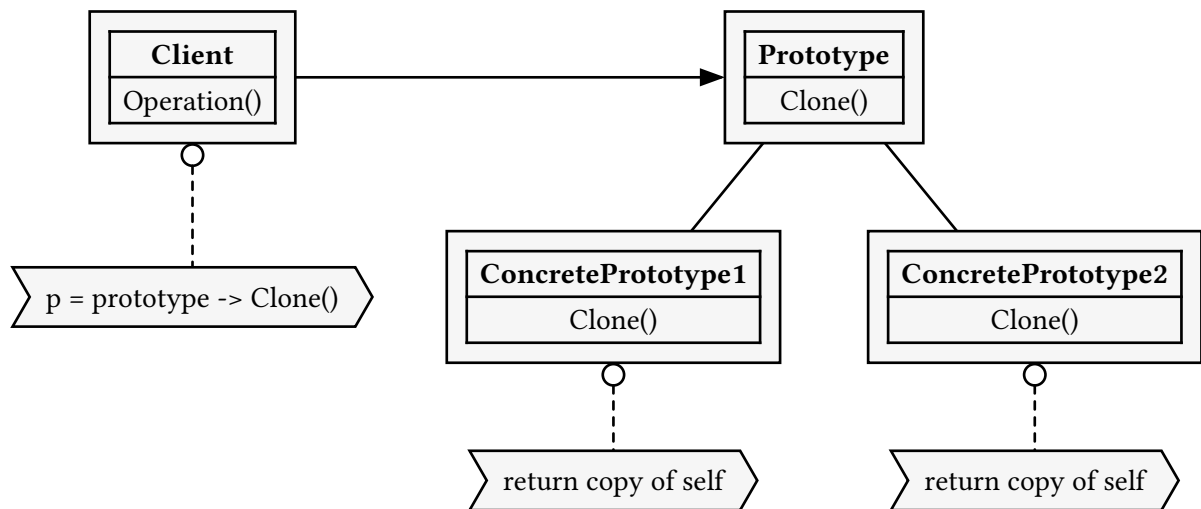 Client
Operation()
Prototype
Clone()
p = prototype -> Clone()
ConcretePrototype1
Clone()
ConcretePrototype2
Clone()
return copy of self
return copy of self